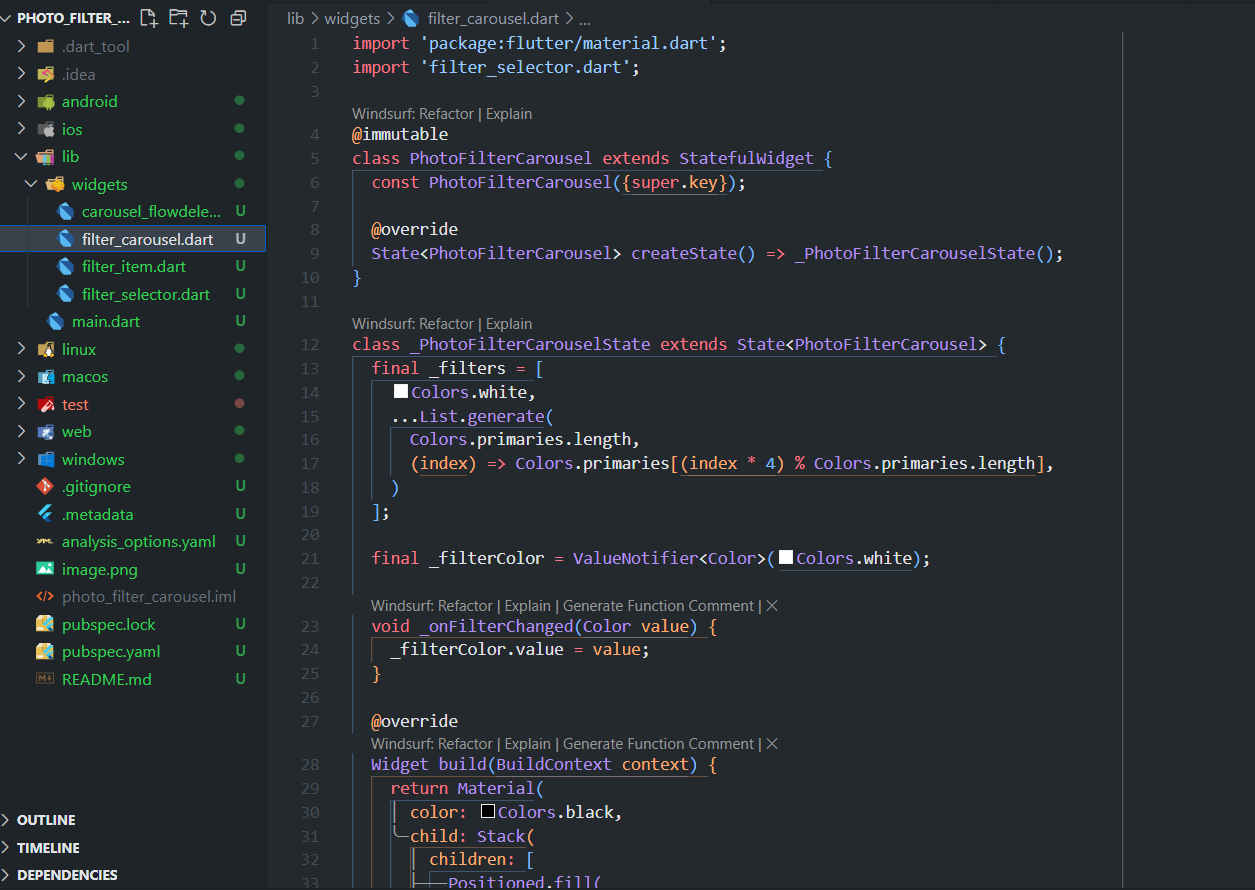 PHOTO_FILTER_...
.dart_tool
.idea
android
ios
lib
widgets
carousel_flowdele... U
filter_carousel.dart U
filter_item.dart U
filter_selector.dart U
main.dart U
linux
macos
test
web
windows
.gitignore U
.metadata U
analysis_options.yaml U
image.png U
photo_filter_carousel.iml
pubspec.lock U
pubspec.yaml U
README.md U
OUTLINE
TIMELINE
DEPENDENCIES
lib > widgets > filter_carousel.dart > ...
1 import 'package:flutter/material.dart';
2 import 'filter_selector.dart';
3
Windsurf: Refactor | Explain
4 @immutable
5 class PhotoFilterCarousel extends StatefulWidget {
6 const PhotoFilterCarousel({super.key});
7
8 @override
9 State<PhotoFilterCarousel> createState() => _PhotoFilterCarouselState();
10 }
11
Windsurf: Refactor | Explain
12 class _PhotoFilterCarouselState extends State<PhotoFilterCarousel> {
13 final _filters = [
14 Colors.white,
15 ...List.generate(
16 Colors.primaries.length,
17 (index) => Colors.primaries[(index * 4) % Colors.primaries.length],
18 )
19 ];
20
21 final _filterColor = ValueNotifier<Color>(Colors.white);
22
Windsurf: Refactor | Explain | Generate Function Comment | X
23 void _onFilterChanged(Color value) {
24 _filterColor.value = value;
25 }
26
27 @override
Windsurf: Refactor | Explain | Generate Function Comment | X
28 Widget build(BuildContext context) {
29 return Material(
30 color: Colors.black,
31 child: Stack(
32 children: [
33 Positioned.fill(